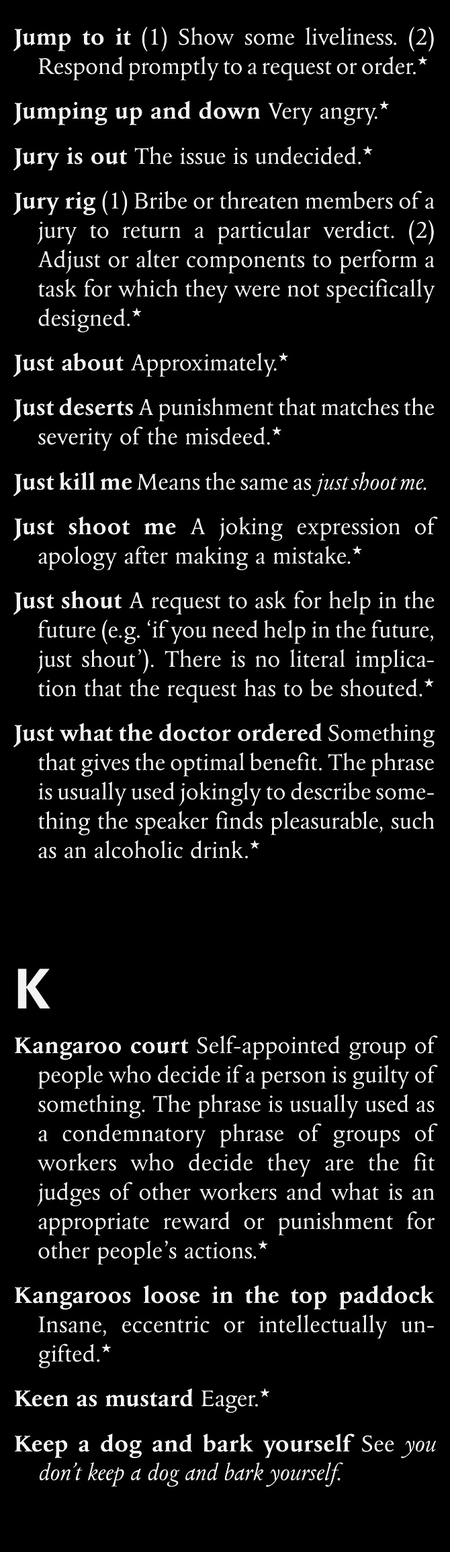 Jump to it (1) Show some liveliness. (2)
Respond promptly to a request or order.★
Jumping up and down Very angry.★
Jury is out The issue is undecided.★
Jury rig (1) Bribe or threaten members of a
jury to return a particular verdict. (2)
Adjust or alter components to perform a
task for which they were not specifically
designed.★
Just about Approximately.★
Just deserts A punishment that matches the
severity of the misdeed.★
Just kill me Means the same as just shoot me.
Just shoot me A joking expression of
apology after making a mistake.★
Just shout A request to ask for help in the
future (e.g. ‘if you need help in the future,
just shout’). There is no literal implica-
tion that the request has to be shouted.★
Just what the doctor ordered Something
that gives the optimal benefit. The phrase
is usually used jokingly to describe some-
thing the speaker finds pleasurable, such
as an alcoholic drink.★
K
Kangaroo court Self-appointed group of
people who decide if a person is guilty of
something. The phrase is usually used as
a condemnatory phrase of groups of
workers who decide they are the fit
judges of other workers and what is an
appropriate reward or punishment for
other people’s actions.★
Kangaroos loose in the top paddock
Insane, eccentric or intellectually un-
gifted.★
Keen as mustard Eager.★
Keep a dog and bark yourself See you
don’t keep a dog and bark yourself.